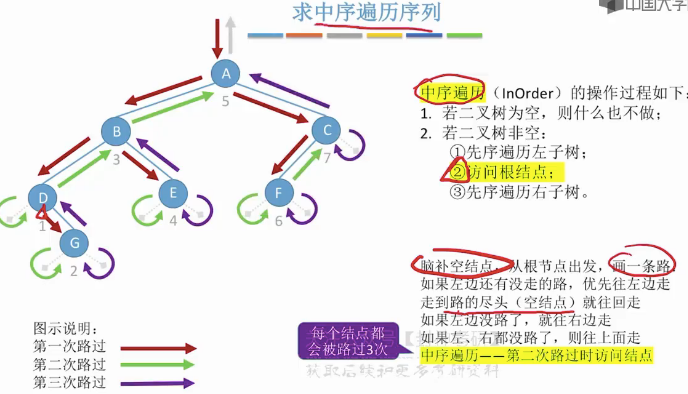 求中序遍历序列
中国大学
A
5
B
3
C
7
D
1
E
4
F
6
G
2
中序遍历（InOrder）的操作过程如下：
1. 若二叉树为空，则什么也不做；
2. 若二叉树非空：
①先序遍历左子树；
②访问根结点；
③先序遍历右子树。
脑补空结点，从根节点出发，画一条路：
如果左边还有没走的路，优先往左边走
走到路的尽头（空结点）就往回走
如果左边没路了，就往右边走
如果左、右都没路了，则往上面走
中序遍历——第二次路过时访问结点
每个结点都
会被路过3次
图示说明：
第一次路过
第二次路过
第三次路过